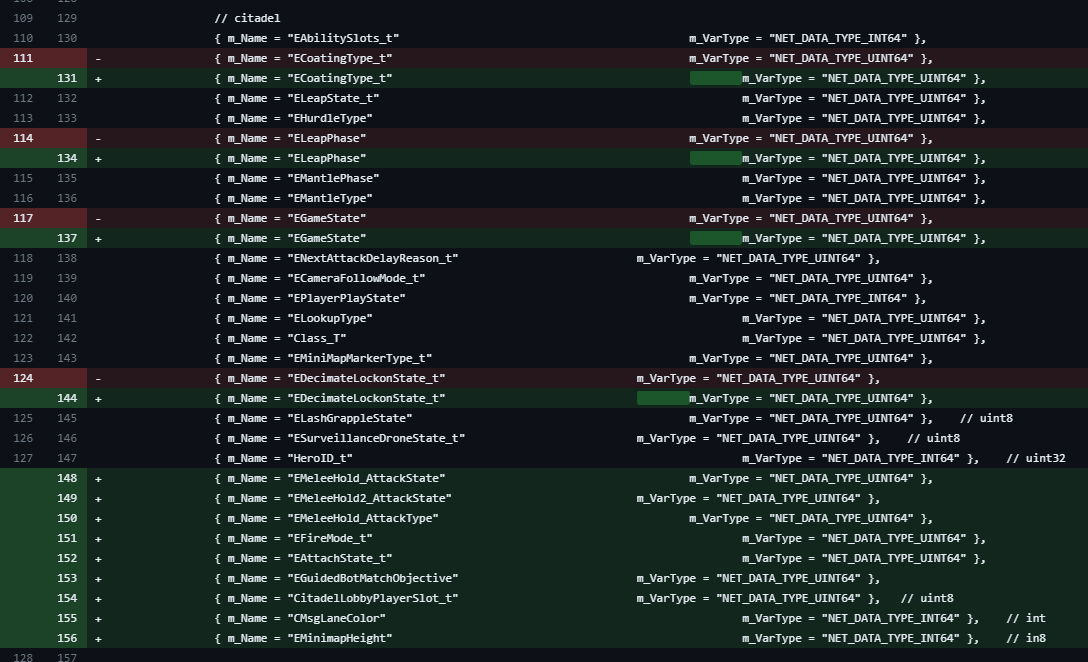 109 129 // citadel
110 130 { m_Name = "EAbilitySlots_t" m_VarType = "NET_DATA_TYPE_INT64" },
111 - { m_Name = "ECoatingType_t" m_VarType = "NET_DATA_TYPE_UINT64" },
131 + { m_Name = "ECoatingType_t" m_VarType = "NET_DATA_TYPE_UINT64" },
112 132 { m_Name = "ELeapState_t" m_VarType = "NET_DATA_TYPE_UINT64" },
113 133 { m_Name = "EHurdleType" m_VarType = "NET_DATA_TYPE_UINT64" },
114 - { m_Name = "ELeapPhase" m_VarType = "NET_DATA_TYPE_UINT64" },
134 + { m_Name = "ELeapPhase" m_VarType = "NET_DATA_TYPE_UINT64" },
115 135 { m_Name = "EMantlePhase" m_VarType = "NET_DATA_TYPE_UINT64" },
116 136 { m_Name = "EMantleType" m_VarType = "NET_DATA_TYPE_UINT64" },
117 - { m_Name = "EGameState" m_VarType = "NET_DATA_TYPE_UINT64" },
137 + { m_Name = "EGameState" m_VarType = "NET_DATA_TYPE_UINT64" },
118 138 { m_Name = "ENextAttackDelayReason_t" m_VarType = "NET_DATA_TYPE_UINT64" },
119 139 { m_Name = "ECameraFollowMode_t" m_VarType = "NET_DATA_TYPE_UINT64" },
120 140 { m_Name = "EPlayerPlayState" m_VarType = "NET_DATA_TYPE_INT64" },
121 141 { m_Name = "ELookupType" m_VarType = "NET_DATA_TYPE_UINT64" },
122 142 { m_Name = "Class_T" m_VarType = "NET_DATA_TYPE_UINT64" },
123 143 { m_Name = "EMiniMapMarkerType_t" m_VarType = "NET_DATA_TYPE_UINT64" },
124 - { m_Name = "EDecimateLockonState_t" m_VarType = "NET_DATA_TYPE_UINT64" },
144 + { m_Name = "EDecimateLockonState_t" m_VarType = "NET_DATA_TYPE_UINT64" },
125 145 { m_Name = "ELashGrappleState" m_VarType = "NET_DATA_TYPE_UINT64" }, // uint8
126 146 { m_Name = "ESurveillanceDroneState_t" m_VarType = "NET_DATA_TYPE_UINT64" }, // uint8
127 147 { m_Name = "HeroID_t" m_VarType = "NET_DATA_TYPE_INT64" }, // uint32
148 + { m_Name = "EMeleeHold_AttackState" m_VarType = "NET_DATA_TYPE_UINT64" },
149 + { m_Name = "EMeleeHold2_AttackState" m_VarType = "NET_DATA_TYPE_UINT64" },
150 + { m_Name = "EMeleeHold_AttackType" m_VarType = "NET_DATA_TYPE_UINT64" },
151 + { m_Name = "EFireMode_t" m_VarType = "NET_DATA_TYPE_UINT64" },
152 + { m_Name = "EAttachState_t" m_VarType = "NET_DATA_TYPE_UINT64" },
153 + { m_Name = "EGuidedBotMatchObjective" m_VarType = "NET_DATA_TYPE_UINT64" },
154 + { m_Name = "CitadelLobbyPlayerSlot_t" m_VarType = "NET_DATA_TYPE_UINT64" }, // uint8
155 + { m_Name = "CMsgLaneColor" m_VarType = "NET_DATA_TYPE_INT64" }, // int
156 + { m_Name = "EMinimapHeight" m_VarType = "NET_DATA_TYPE_INT64" }, // in8
128 157